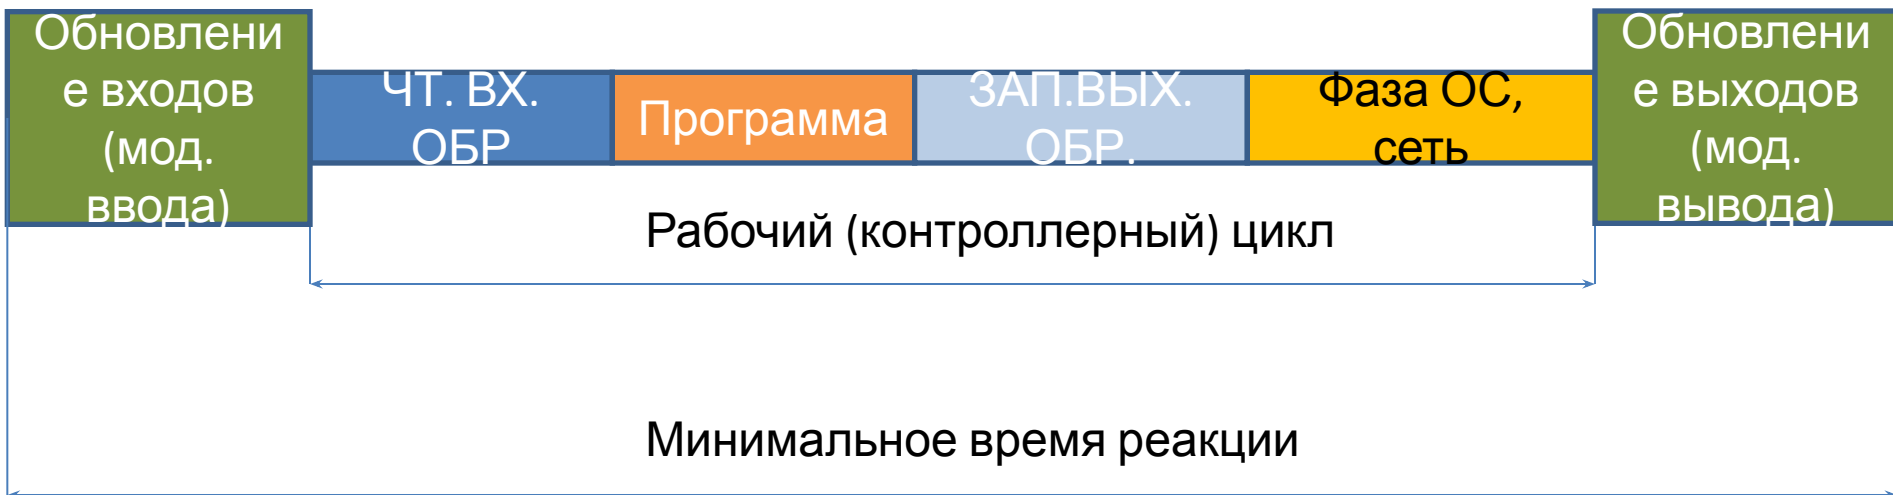 Обновлени
е входов
(мод.
ввода)
ЧТ. ВХ.
ОБР
Программа
ЗАП.ВЫХ.
ОБР.
Фаза ОС,
сеть
Обновлени
е выходов
(мод.
вывода)
Рабочий (контроллерный) цикл
Минимальное время реакции